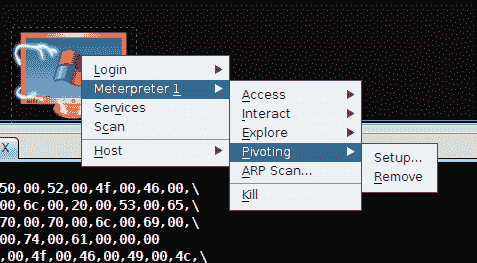 Login
Meterpreter 1
Services
Scan
Host
Access
Interact
Explore
Pivoting
ARP Scan...
Kill
Setup...
Remove
X
50,00,52,00,4f,00,46,00,\
00,6c,00,20,00,53,00,65,\
70,00,70,00,6c,00,69,00,\
00,74,00,61,00,00,00
,00,4f,00,46,00,49,00,4c,\